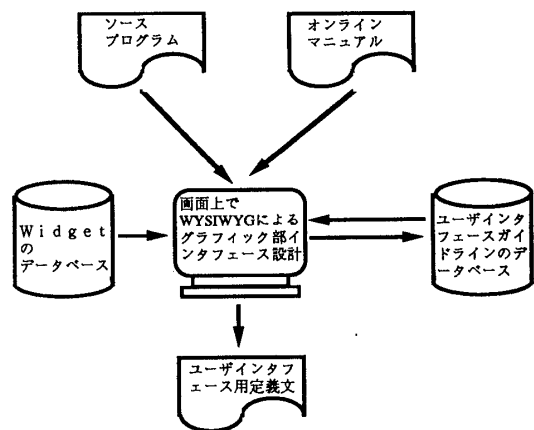 ソース
プログラム
オンライン
マニュアル
Ｗｉｄｇｅｔ
の
データベース
画面上で
WYSIWYGによる
グラフィック部イ
ンタフェース設計
ユーザインタ
フェースガイ
ドラインのデ
ータベース
ユーザインタフ
ェース用定義文